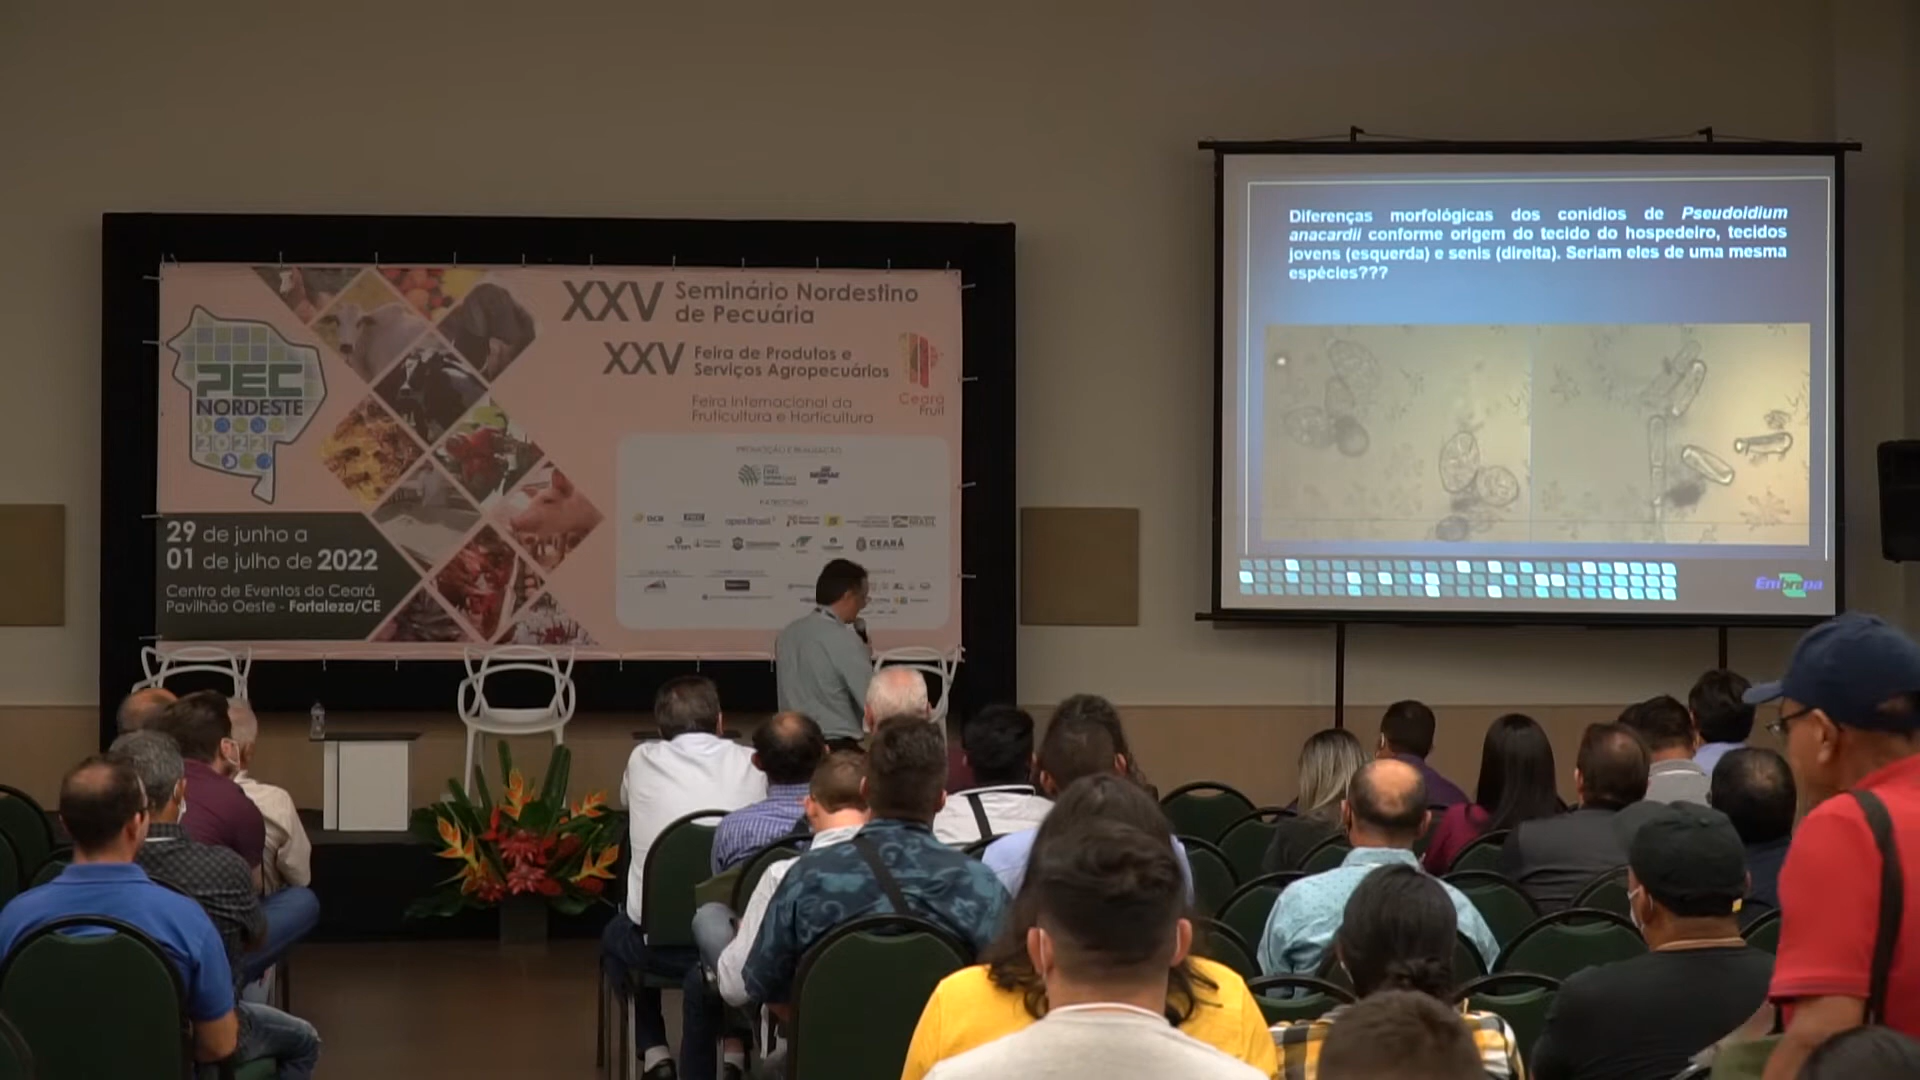 XXV Seminário Nordestino
de Pecuária
XXV Feira de Produtos e
Serviços Agropecuários
Feira Internacional da
Fruticultura e Horticultura
Ceará
Fruit
PEC
NORDESTE
2022
29 de junho a
01 de julho de 2022
Centro de Eventos do Ceará
Pavilhão Oeste - Fortaleza/CE
OCB
CEARÁ
Diferenças morfológicas dos conidios de Pseudoidium
anacardii conforme origem do tecido do hospedeiro, tecidos
jovens (esquerda) e senis (direita). Seriam eles de uma mesma
espécies???
Embrapa